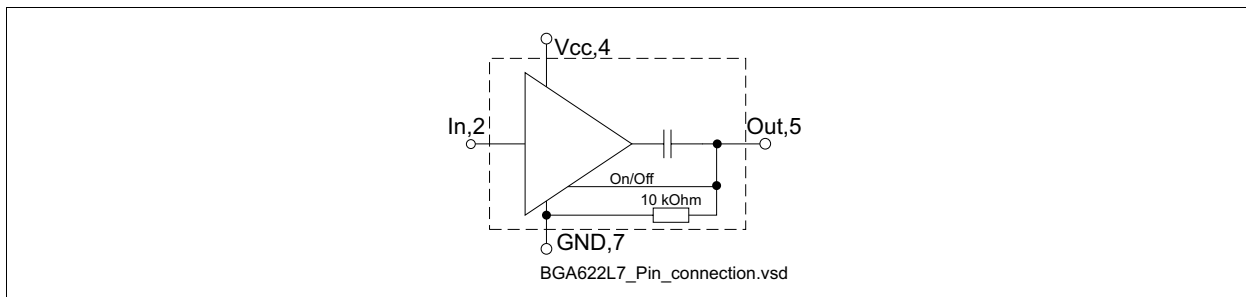 Vcc,4
In,2
Out,5
On/Off
10 kOhm
GND,7
BGA622L7_Pin_connection.vsd